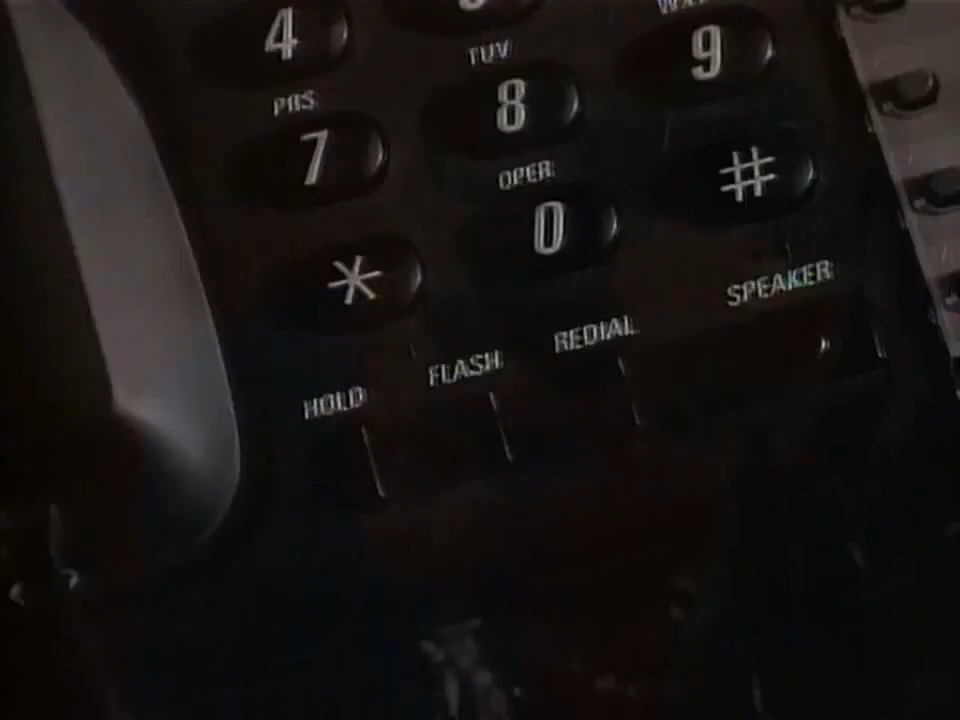 4
TUV
9
PRS
8
7
OPER
#
0
*
SPEAKER
REDIAL
FLASH
HOLD